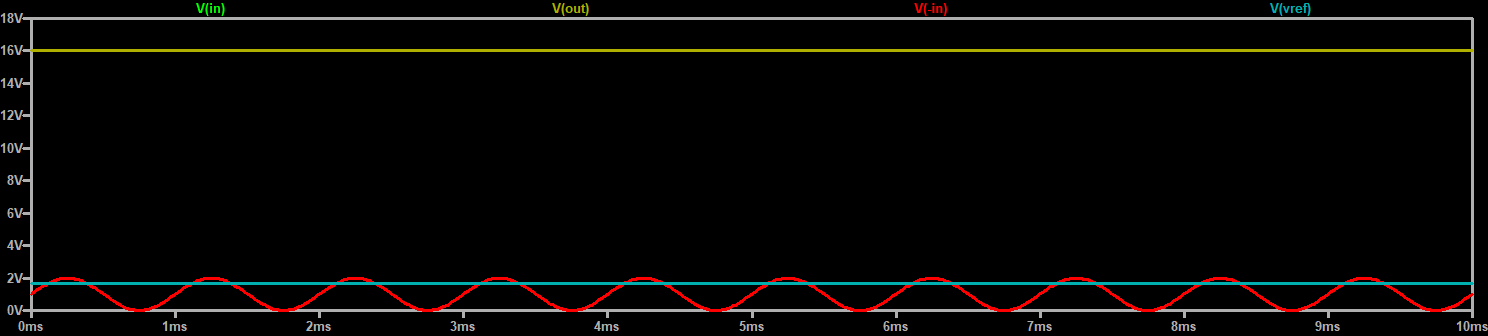 V(in) V(out) V(-in) V(vref)
18V
16V
14V
12V
10V
8V
6V
4V
2V
0V
0ms 1ms 2ms 3ms 4ms 5ms 6ms 7ms 8ms 9ms 10ms